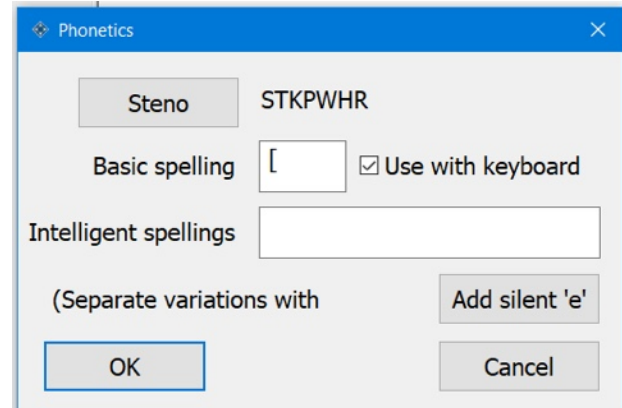 Phonetics
Steno STKPWHR
Basic spelling [ Use with keyboard
Intelligent spellings
(Separate variations with Add silent 'e'
OK Cancel